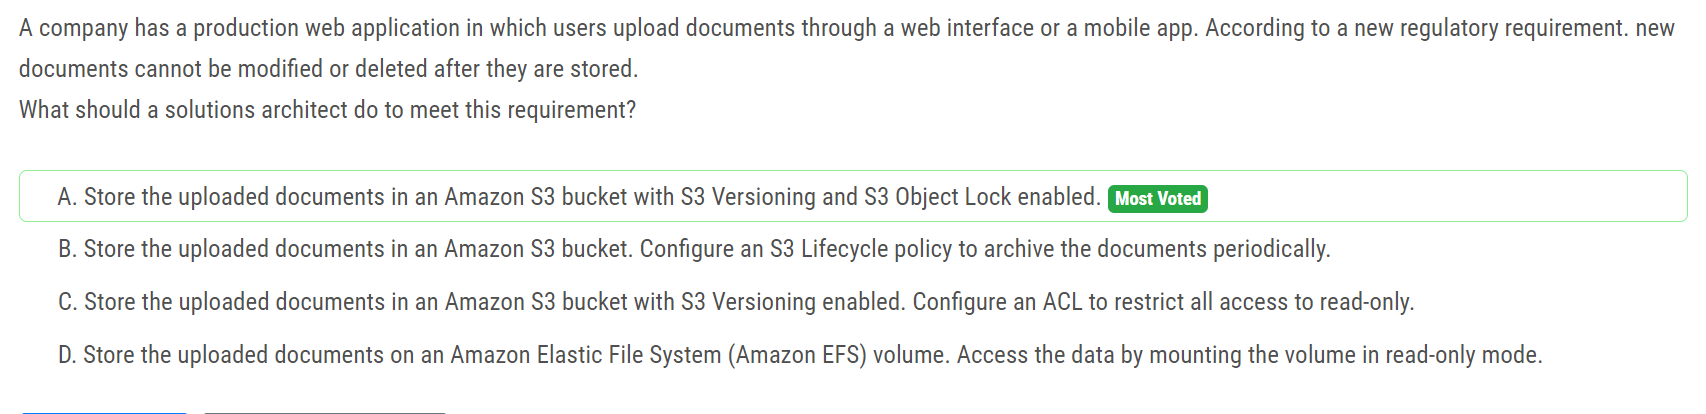 A company has a production web application in which users upload documents through a web interface or a mobile app. According to a new regulatory requirement. new
documents cannot be modified or deleted after they are stored.
What should a solutions architect do to meet this requirement?
A. Store the uploaded documents in an Amazon S3 bucket with S3 Versioning and S3 Object Lock enabled. Most Voted
B. Store the uploaded documents in an Amazon S3 bucket. Configure an S3 Lifecycle policy to archive the documents periodically.
C. Store the uploaded documents in an Amazon S3 bucket with S3 Versioning enabled. Configure an ACL to restrict all access to read-only.
D. Store the uploaded documents on an Amazon Elastic File System (Amazon EFS) volume. Access the data by mounting the volume in read-only mode.